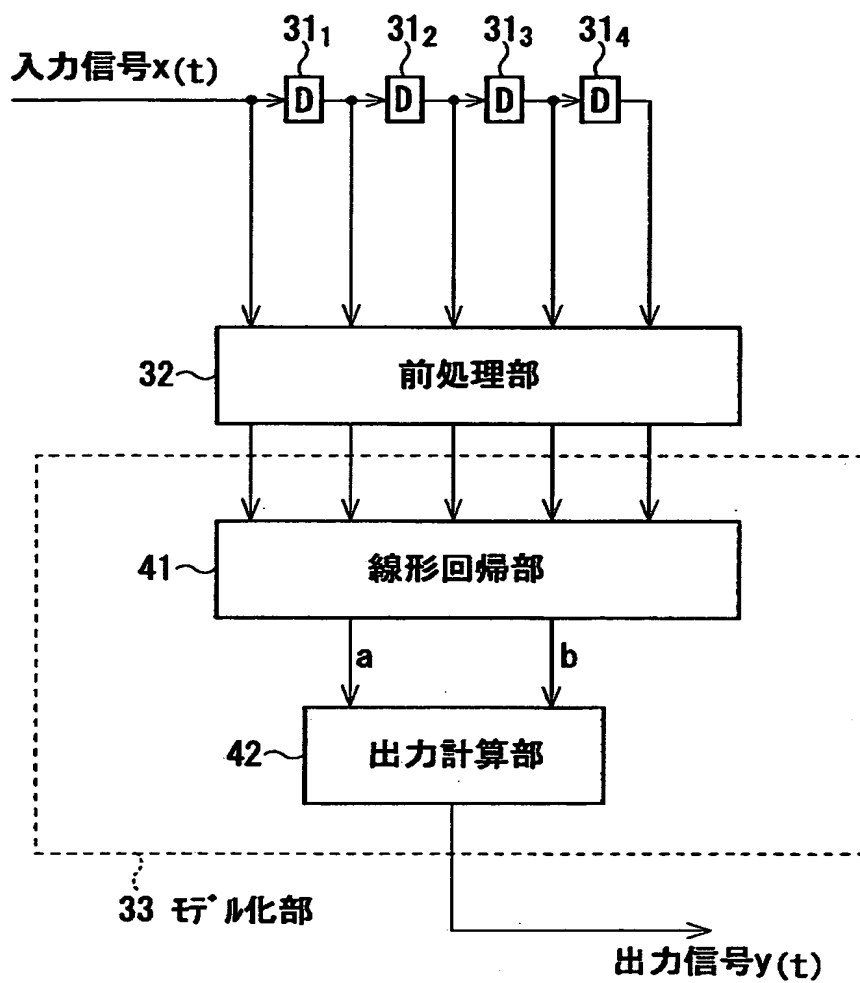 31₁ 31₂ 31₃ 31₄
入力信号x(t)
D D D D
32 前処理部
41 線形回帰部
a b
42 出力計算部
33 ﾓﾃﾞﾙ化部
出力信号y(t)